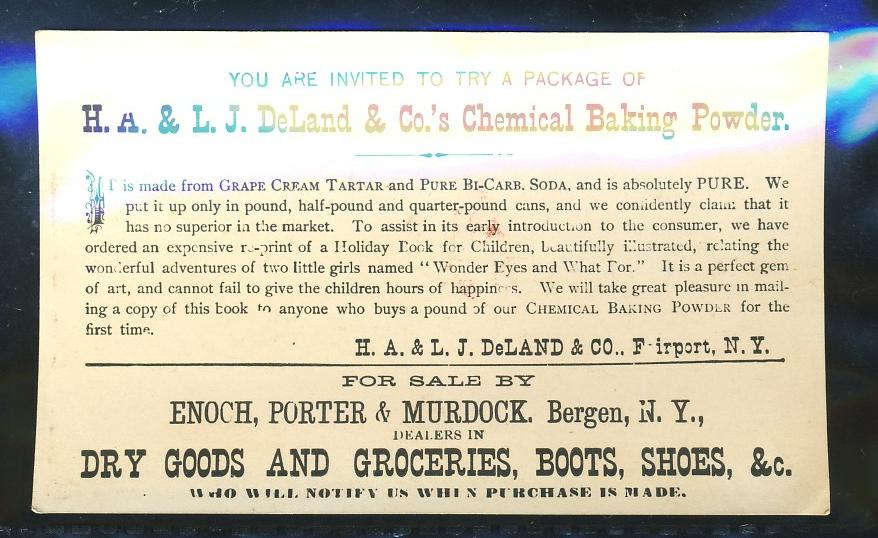 YOU ARE INVITED TO TRY A PACKAGE OF
H. A. & L. J. DeLand & Co.'s Chemical Baking Powder.
IT is made from GRAPE CREAM TARTAR and PURE BI-CARB. SODA, and is absolutely PURE. We
put it up only in pound, half-pound and quarter-pound cans, and we confidently claim that it
has no superior in the market. To assist in its early introduction to the consumer, we have
ordered an expensive re-print of a Holiday Book for Children, beautifully illustrated, relating the
wonderful adventures of two little girls named "Wonder Eyes and What For." It is a perfect gem
of art, and cannot fail to give the children hours of happiness. We will take great pleasure in mail-
ing a copy of this book to anyone who buys a pound of our CHEMICAL BAKING POWDER for the
first time.
H. A. & L. J. DeLAND & CO., Fairport, N. Y.
FOR SALE BY
ENOCH, PORTER & MURDOCK. Bergen, N. Y.,
DEALERS IN
DRY GOODS AND GROCERIES, BOOTS, SHOES, &c.
WHO WILL NOTIFY US WHEN PURCHASE IS MADE.